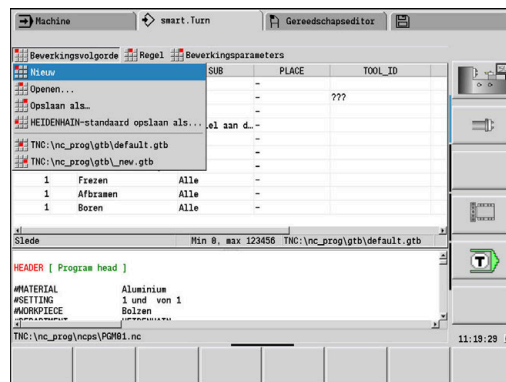 Machine
smart.Turn
Gereedschapseditor
Beverkingsvolgorde Regel Bewerkingsparameters
SUB PLACE TOOL_ID
Nieuw
Openen...
Opslaan als…
HEIDENHAIN-standaard opslaan als...
TNC:\nc_prog\gtb\default.gtb
TNC:\nc_prog\gtb\_new.gtb
-
- ???
-
el aan d… -
-
-
-
1 Frezen Alle -
1 Afbramen Alle -
1 Boren Alle -
Slede Min 0, max 123456 TNC:\nc_prog\gtb\default.gtb
HEADER [ Program head ]
#MATERIAL Aluminium
#SETTING 1 und von 1
#WORKPIECE Bolzen
TNC:\nc_prog\ncps\PGM01.nc
T
11:19:29